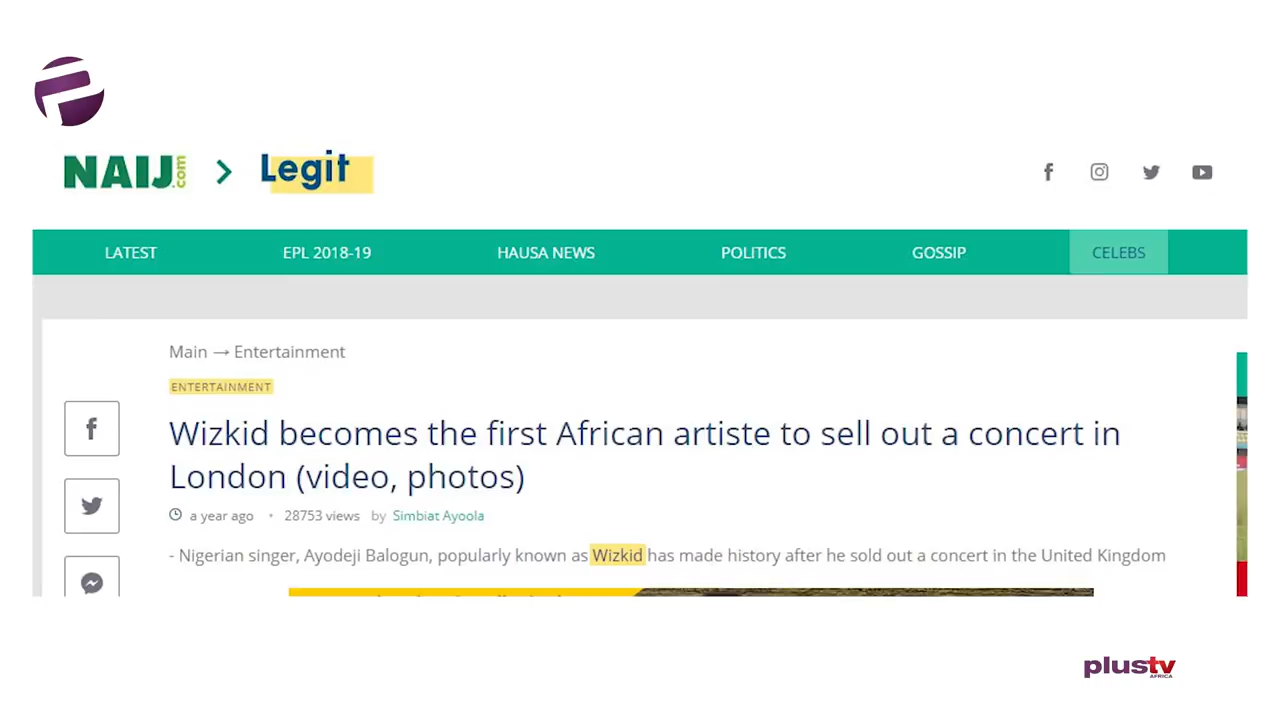 NAIJ.com > Legit
LATEST EPL 2018-19 HAUSA NEWS POLITICS GOSSIP CELEBS
Main → Entertainment
ENTERTAINMENT
Wizkid becomes the first African artiste to sell out a concert in
London (video, photos)
a year ago • 28753 views by Simbiat Ayoola
- Nigerian singer, Ayodeji Balogun, popularly known as Wizkid has made history after he sold out a concert in the United Kingdom
plustv
AFRICA